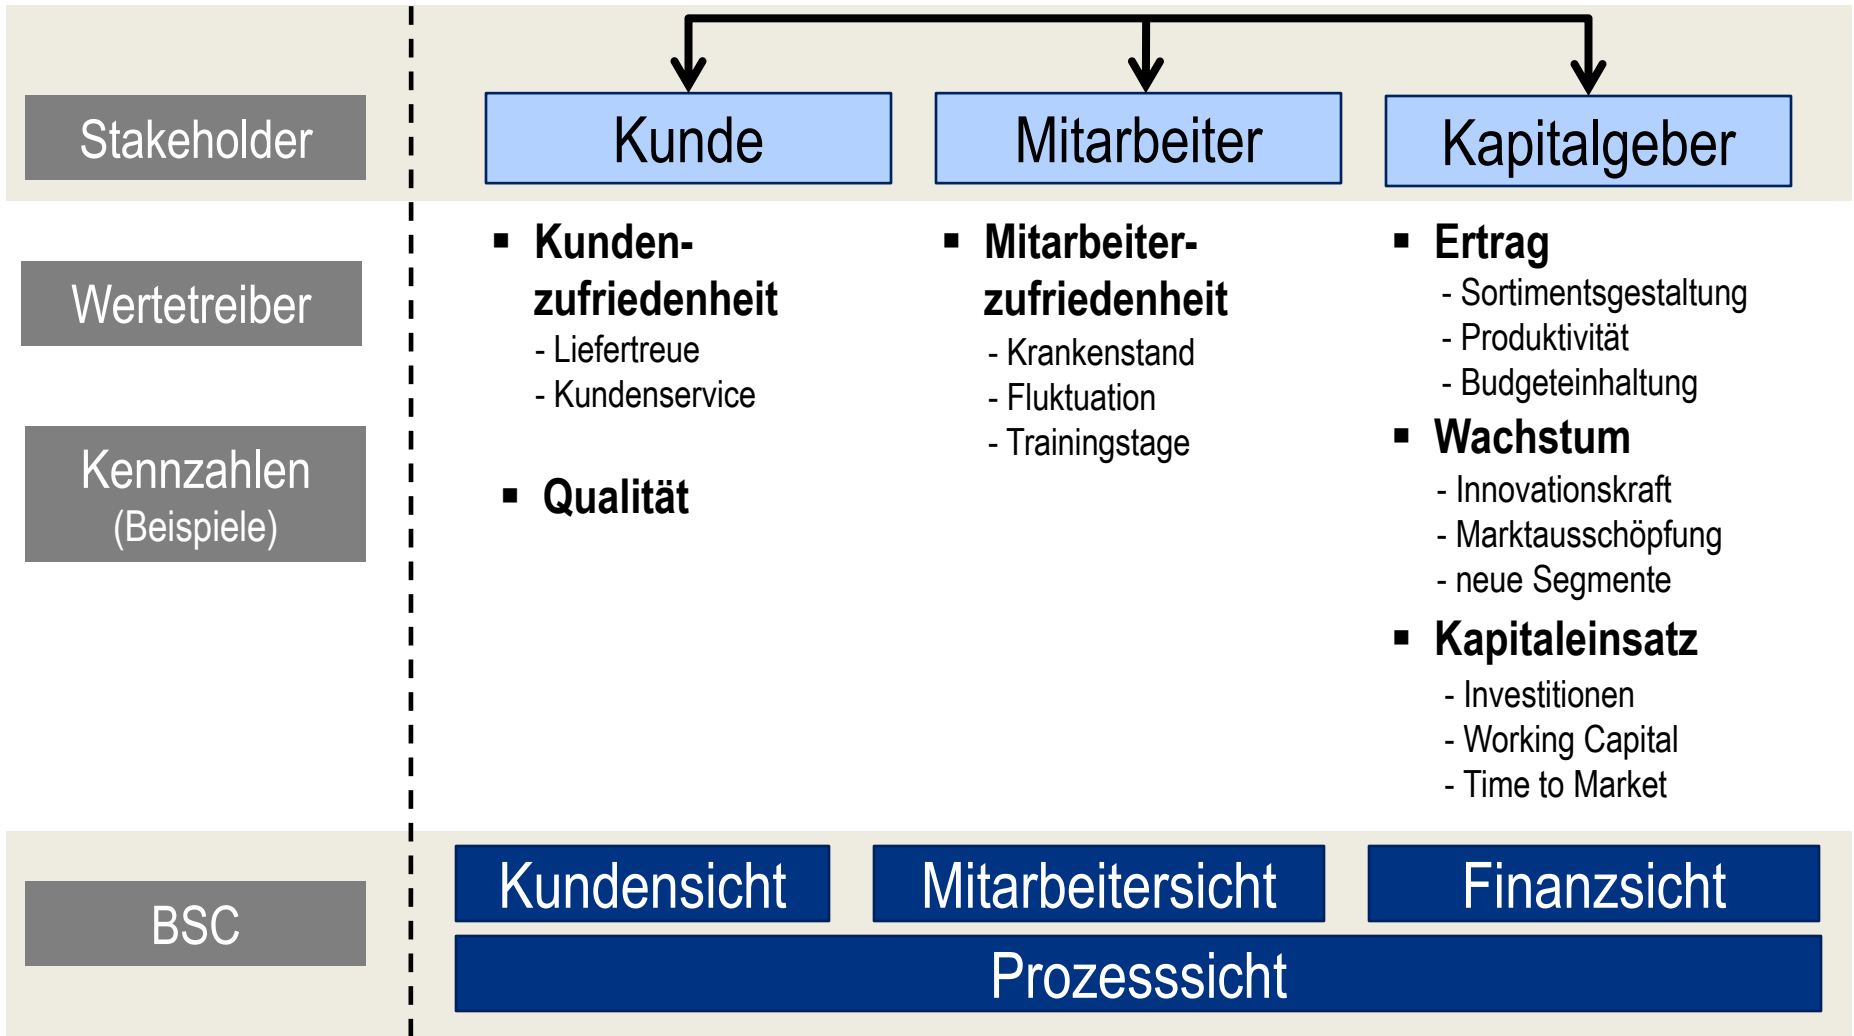 Stakeholder
Kunde
Mitarbeiter
Kapitalgeber
Wertetreiber
Kennzahlen
(Beispiele)
▪ Kunden-
zufriedenheit
- Liefertreue
- Kundenservice
▪ Qualität
▪ Mitarbeiter-
zufriedenheit
- Krankenstand
- Fluktuation
- Trainingstage
▪ Ertrag
- Sortimentsgestaltung
- Produktivität
- Budgeteinhaltung
▪ Wachstum
- Innovationskraft
- Marktausschöpfung
- neue Segmente
▪ Kapitaleinsatz
- Investitionen
- Working Capital
- Time to Market
BSC
Kundensicht
Mitarbeitersicht
Finanzsicht
Prozesssicht